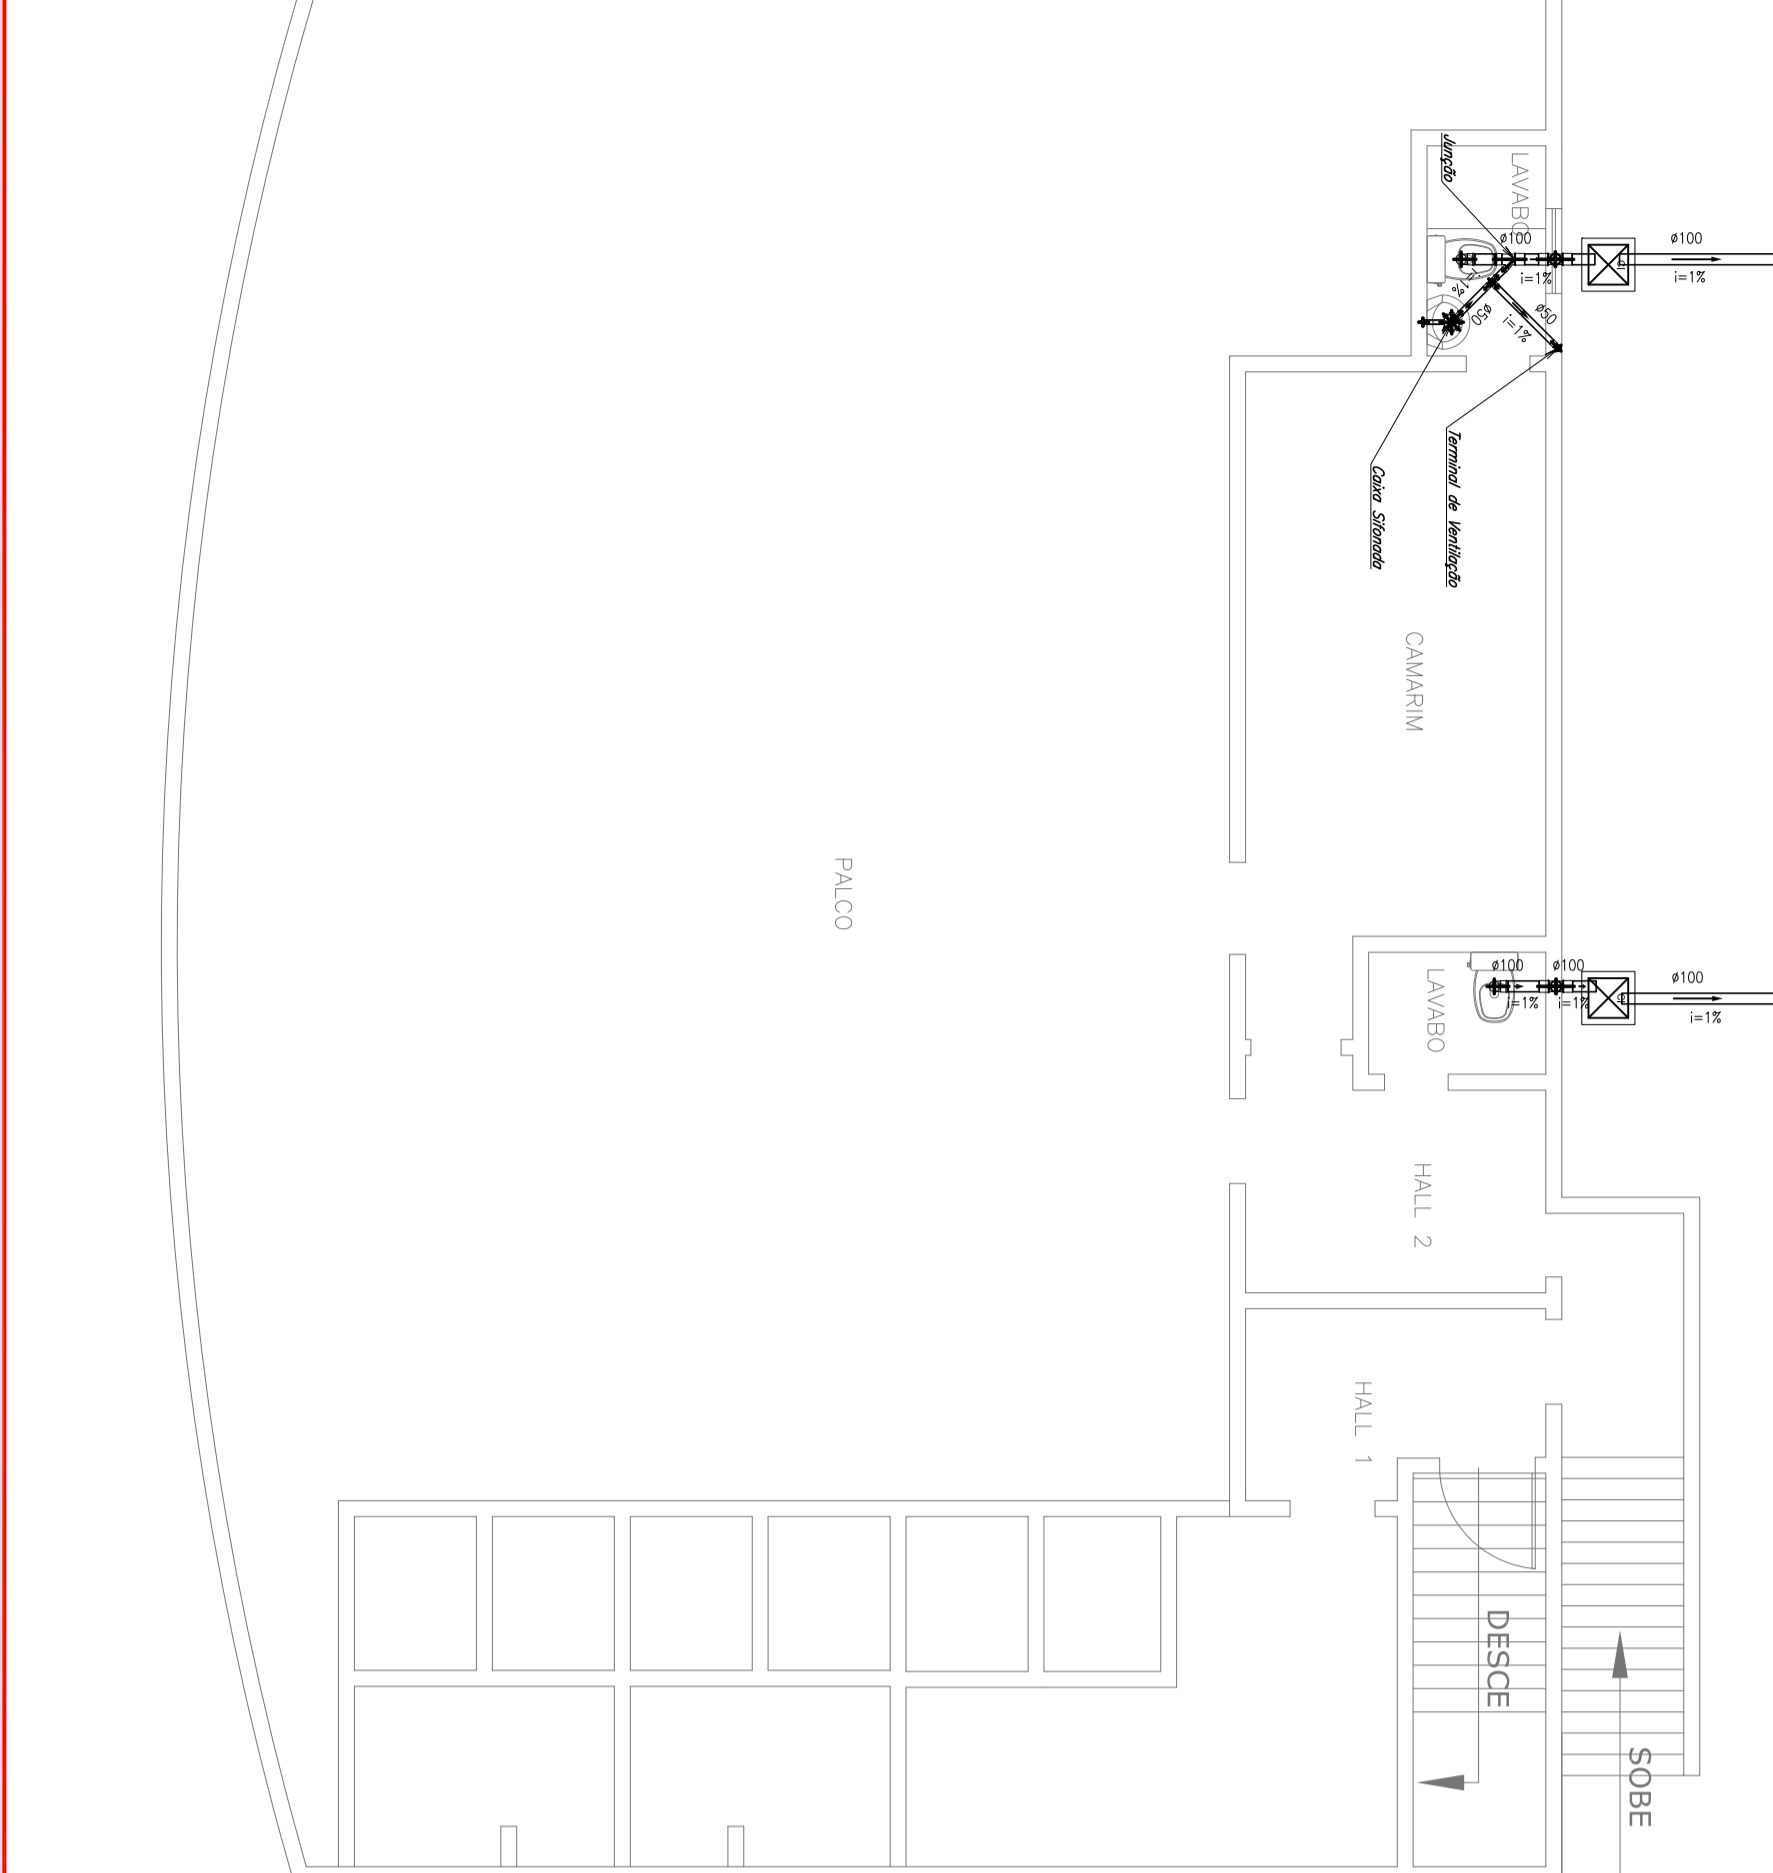 Junção
LAVABO
ø100
i=1%
ø100
i=1%
i=1%
ø50
i=1%
ø50
Terminal de Ventilação
Caixa Sifonada
CAMARIM
PALCO
ø100
ø100
i=1%
i=1%
LAVABO
ø100
i=1%
HALL 2
HALL 1
DESCE
SOBE